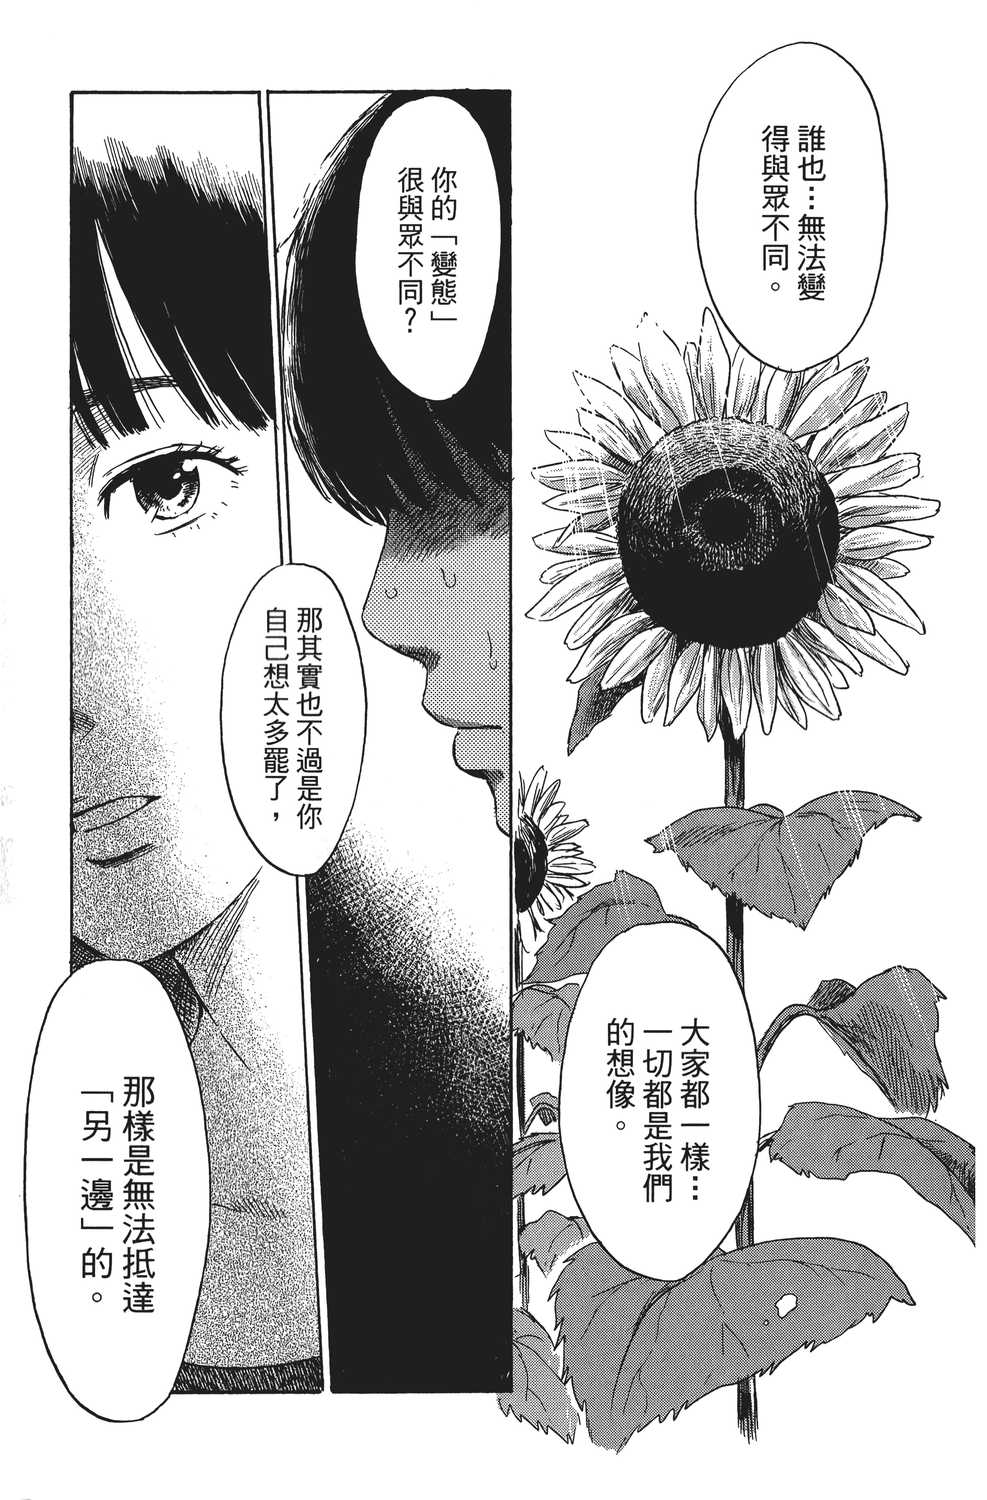 誰也…無法變
得與眾不同。
大家都一樣…
一切都是我們
的想像。
你的「變態」
很與眾不同？
那其實也不過是你
自己想太多罷了，
那樣是無法抵達
「另一邊」的。